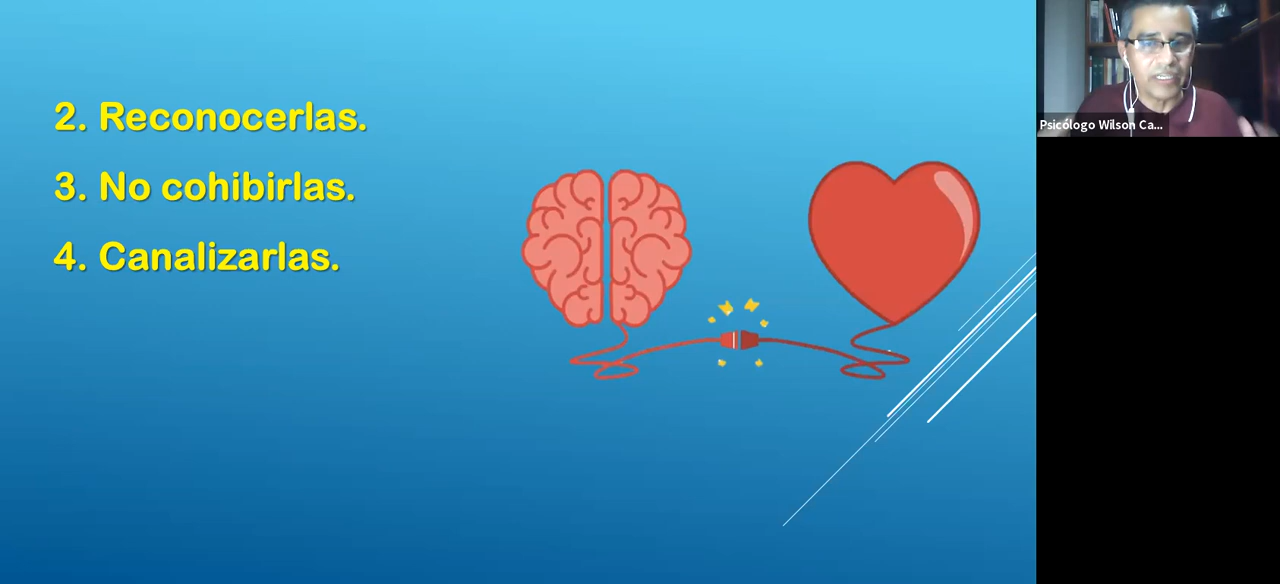 2. Reconocerlas.
3. No cohibirlas.
4. Canalizarlas.
Psicólogo Wilson Ca...